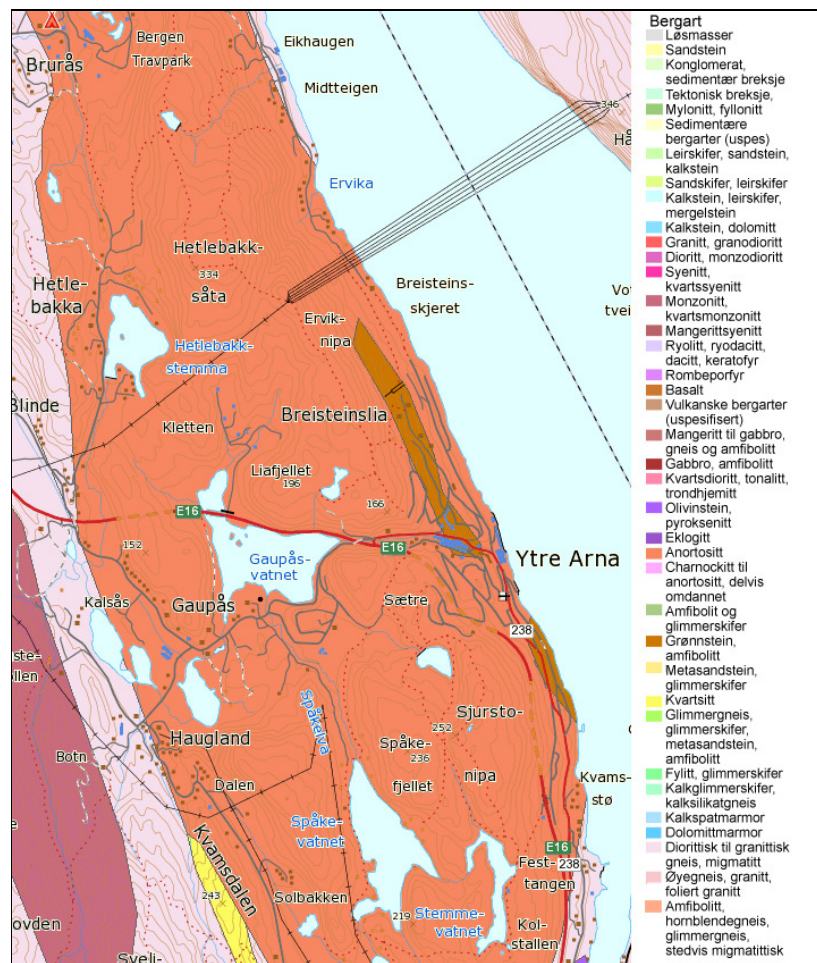 Bergen
Travpark
Eikhaugen
Brurås
Midtteigen
346
Ervika
Hetlebakk-
334
såta
Hetle-
bakka
Breisteins-
skjeret
Ervik-
nipa
Hetlebakk-
stemma
Blinde
Breisteinslia
Kletten
Liafjellet
196
166
E16
152
E16
Ytre Arna
Gaupås-
vatnet
Kalsås
Gaupås
Sætre
238
Spåkelva
Sjursto-
252
nipa
Haugland
Spåke-
236
fjellet
Botn
Dalen
Kvams-
stø
Spåke-
vatnet
Kvamsdalen
E16
238
Fest-
tangen
243
Solbakken
219
Stemme-
vatnet
Kol-
stallen
Bergart
Løsmasser
Sandstein
Konglomerat,
sedimentær breksje
Tektonisk breksje,
Mylonitt, fyllonitt
Sedimentære
bergarter (uspes)
Leirskifer, sandstein,
kalkstein
Sandskifer, leirskifer
Kalkstein, leirskifer,
mergelstein
Kalkstein, dolomitt
Granitt, granodioritt
Dioritt, monzodioritt
Syenitt,
kvartssyenitt
Monzonitt,
kvartsmonzonitt
Mangerittsyenitt
Ryolitt, ryodacitt,
dacitt, keratofyr
Rombeporfyr
Basalt
Vulkanske bergarter
(uspesifisert)
Mangeritt til gabbro,
gneis og amfibolitt
Gabbro, amfibolitt
Kvartsdioritt, tonalitt,
trondhjemitt
Olivinstein,
pyroksenitt
Eklogitt
Anortositt
Charnockitt til
anortositt, delvis
omdannet
Amfibolit og
glimmerskifer
Grønnstein,
amfibolitt
Metasandstein,
glimmerskifer
Kvartsitt
Glimmergneis,
glimmerskifer,
metasandstein,
amfibolitt
Fylitt, glimmerskifer
Kalkglimmerskifer,
kalksilikatgneis
Kalkspatmarmor
Dolomittmarmor
Diorittisk til granittisk
gneis, migmatitt
Øyegneis, granitt,
foliert granitt
Amfibolitt,
hornblendegneis,
glimmergneis,
stedvis migmatittisk